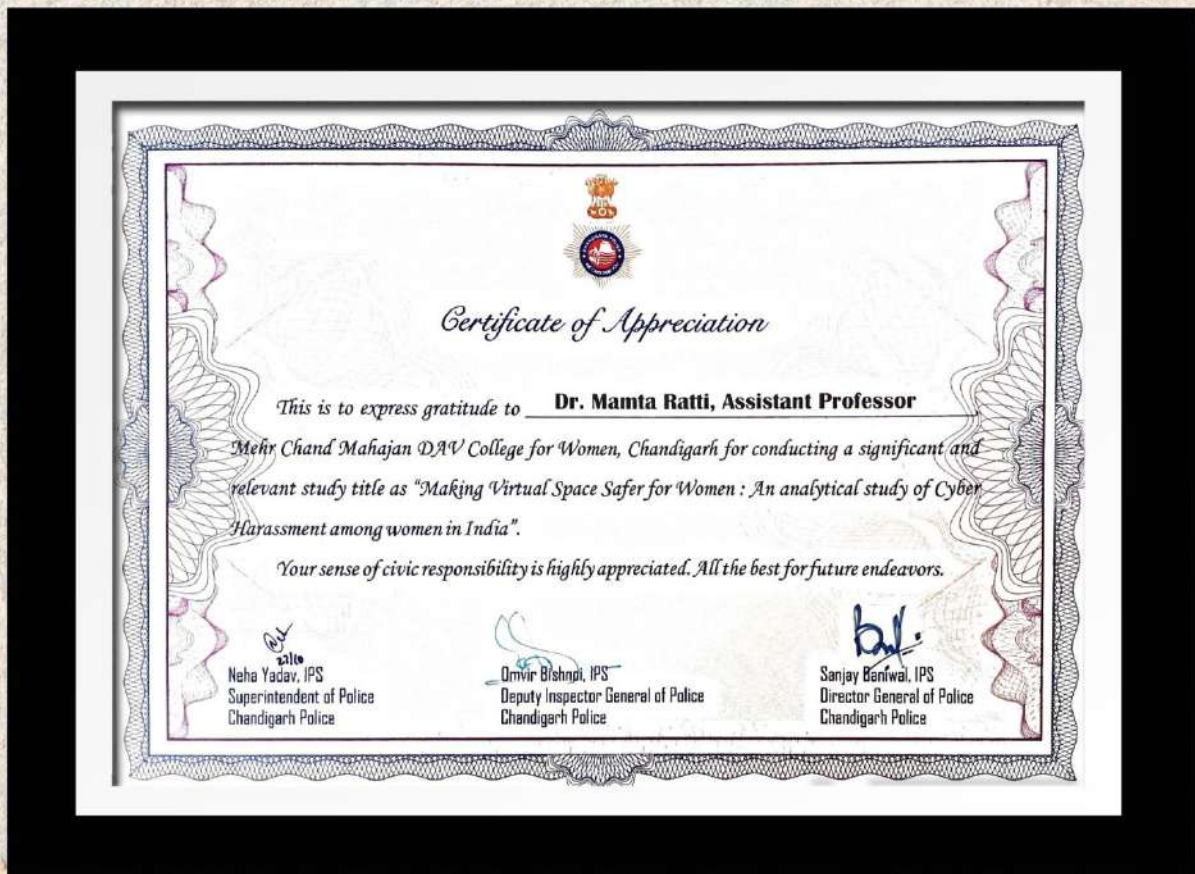 Certificate of Appreciation
This is to express gratitude to Dr. Mamta Ratti, Assistant Professor,
Mehr Chand Mahajan DAV College for Women, Chandigarh for conducting a significant and
relevant study title as “Making Virtual Space Safer for Women : An analytical study of Cyber
Harassment among women in India”.
Your sense of civic responsibility is highly appreciated. All the best for future endeavors.
22/10
Neha Yadav, IPS
Superintendent of Police
Chandigarh Police
Omvir Bishnoi, IPS
Deputy Inspector General of Police
Chandigarh Police
Sanjay Baniwal, IPS
Director General of Police
Chandigarh Police